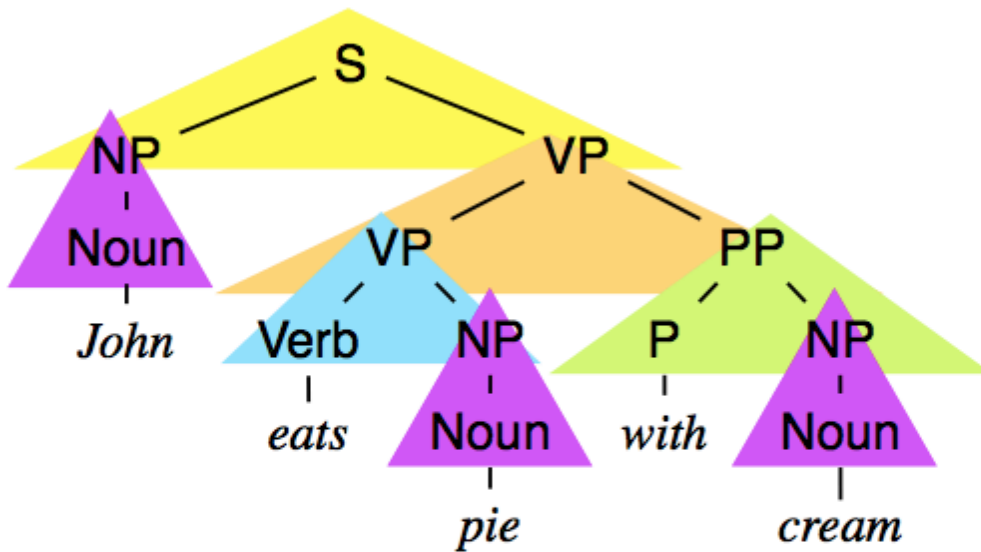 S
NP VP
Noun VP PP
John Verb NP P NP
eats Noun with Noun
pie cream